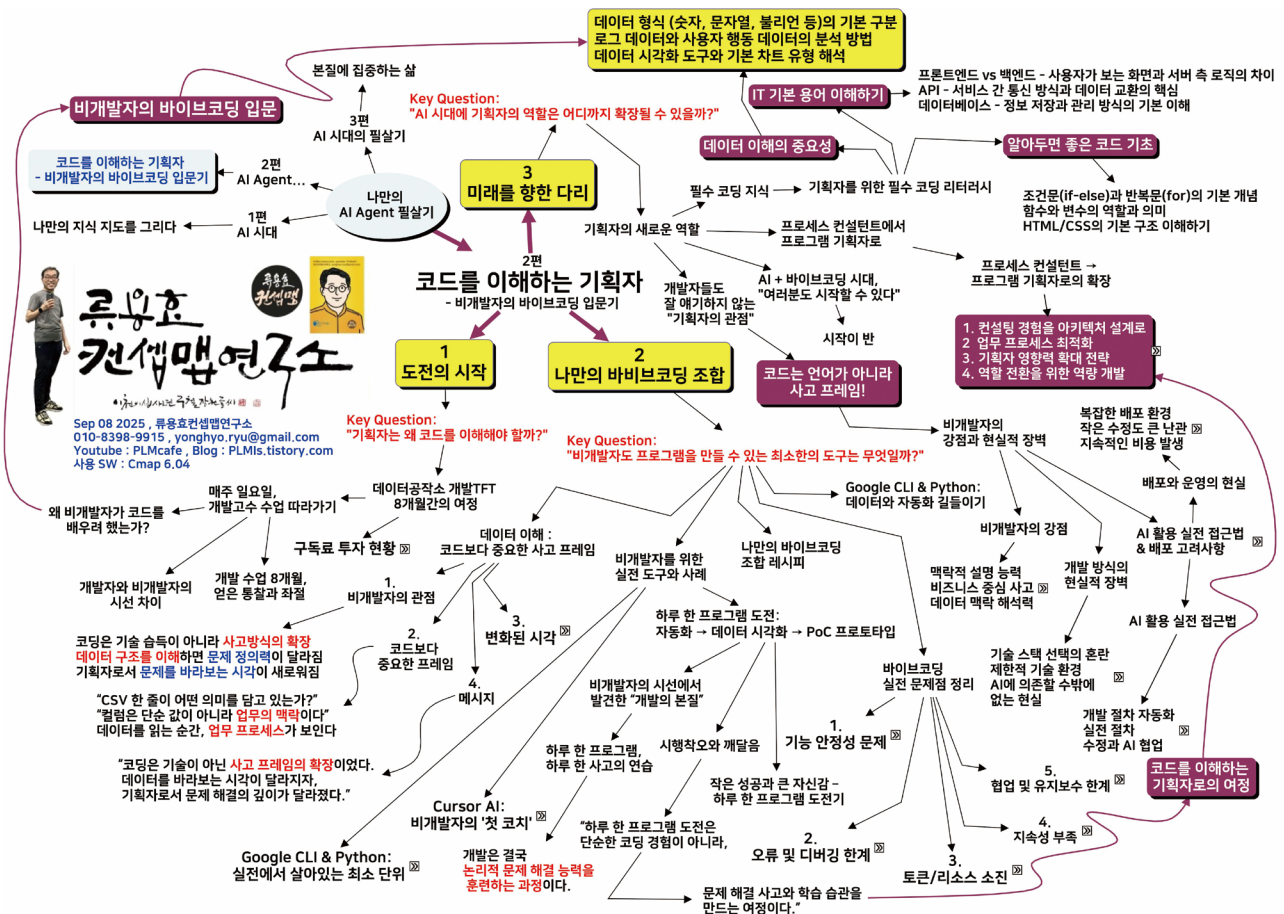 데이터 형식 (숫자, 문자열, 불리언 등)의 기본 구분
로그 데이터와 사용자 행동 데이터의 분석 방법
데이터 시각화 도구와 기본 차트 유형 해석
본질에 집중하는 삶
비개발자의 바이브코딩 입문
3편
AI 시대의 필살기
Key Question:
"AI 시대에 기획자의 역할은 어디까지 확장될 수 있을까?"
IT 기본 용어 이해하기
프론트엔드 vs 백엔드 - 사용자가 보는 화면과 서버 측 로직의 차이
API - 서비스 간 통신 방식과 데이터 교환의 핵심
데이터베이스 - 정보 저장과 관리 방식의 기본 이해
데이터 이해의 중요성
알아두면 좋은 코드 기초
코드를 이해하는 기획자
- 비개발자의 바이브코딩 입문기
2편
AI Agent...
나만의
AI Agent 필살기
3
미래를 향한 다리
필수 코딩 지식
기획자를 위한 필수 코딩 리터러시
조건문(if-else)과 반복문(for)의 기본 개념
함수와 변수의 역할과 의미
HTML/CSS의 기본 구조 이해하기
나만의 지식 지도를 그리다
1편
AI 시대
기획자의 새로운 역할
프로세스 컨설턴트에서
프로그램 기획자로
2편
코드를 이해하는 기획자
- 비개발자의 바이브코딩 입문기
개발자들도
잘 얘기하지 않는
"기획자의 관점"
AI + 바이브코딩 시대,
"여러분도 시작할 수 있다"
시작이 반
프로세스 컨설턴트 →
프로그램 기획자로의 확장
1. 컨설팅 경험을 아키텍처 설계로
2 업무 프로세스 최적화
3. 기획자 영향력 확대 전략
4. 역할 전환을 위한 역량 개발
류용효
컨셉맵
류용효
컨셉맵연구소
Sep 08 2025 , 류용효컨셉맵연구소
010-8398-9915 , yonghyo.ryu@gmail.com
Youtube : PLMcafe , Blog : PLMIs.tistory.com
사용 SW : Cmap 6.04
1
도전의 시작
2
나만의 바비브코딩 조합
코드는 언어가 아니라
사고 프레임!
Key Question:
"기획자는 왜 코드를 이해해야 할까?"
Key Question:
"비개발자도 프로그램을 만들 수 있는 최소한의 도구는 무엇일까?"
비개발자의
강점과 현실적 장벽
복잡한 배포 환경
작은 수정도 큰 난관
지속적인 비용 발생
배포와 운영의 현실
왜 비개발자가 코드를
배우려 했는가?
매주 일요일,
개발고수 수업 따라가기
데이터공작소 개발TFT
8개월간의 여정
Google CLI & Python:
데이터와 자동화 길들이기
구독료 투자 현황
데이터 이해 :
코드보다 중요한 사고 프레임
비개발자를 위한
실전 도구와 사례
나만의 바이브코딩
조합 레시피
비개발자의 강점
AI 활용 실전 접근법
& 배포 고려사항
개발자와 비개발자의
시선 차이
개발 수업 8개월,
얻은 통찰과 좌절
1.
비개발자의 관점
맥락적 설명 능력
비즈니스 중심 사고
데이터 맥락 해석력
개발 방식의
현실적 장벽
코딩은 기술 습득이 아니라 사고방식의 확장
데이터 구조를 이해하면 문제 정의력이 달라짐
기획자로서 문제를 바라보는 시각이 새로워짐
2.
코드보다
중요한 프레임
3.
변화된 시각
하루 한 프로그램 도전:
자동화 → 데이터 시각화 → PoC 프로토타입
AI 활용 실전 접근법
"CSV 한 줄이 어떤 의미를 담고 있는가?"
"컬럼은 단순 값이 아니라 업무의 맥락이다"
데이터를 읽는 순간, 업무 프로세스가 보인다
4.
메시지
비개발자의 시선에서
발견한 "개발의 본질"
바이브코딩
실전 문제점 정리
기술 스택 선택의 혼란
제한적 기술 환경
AI에 의존할 수밖에
없는 현실
개발 절차 자동화
실전 절차
수정과 AI 협업
"코딩은 기술이 아닌 사고 프레임의 확장이었다.
데이터를 바라보는 시각이 달라지자,
기획자로서 문제 해결의 깊이가 달라졌다."
하루 한 프로그램,
하루 한 사고의 연습
시행착오와 깨달음
1.
기능 안정성 문제
작은 성공과 큰 자신감 –
하루 한 프로그램 도전기
5.
협업 및 유지보수 한계
코드를 이해하는
기획자로의 여정
Cursor AI:
비개발자의 '첫 코치'
"하루 한 프로그램 도전은
단순한 코딩 경험이 아니라,
2.
오류 및 디버깅 한계
4.
지속성 부족
Google CLI & Python:
실전에서 살아있는 최소 단위
개발은 결국
논리적 문제 해결 능력을
훈련하는 과정이다.
3.
토큰/리소스 소진
문제 해결 사고와 학습 습관을
만드는 여정이다."